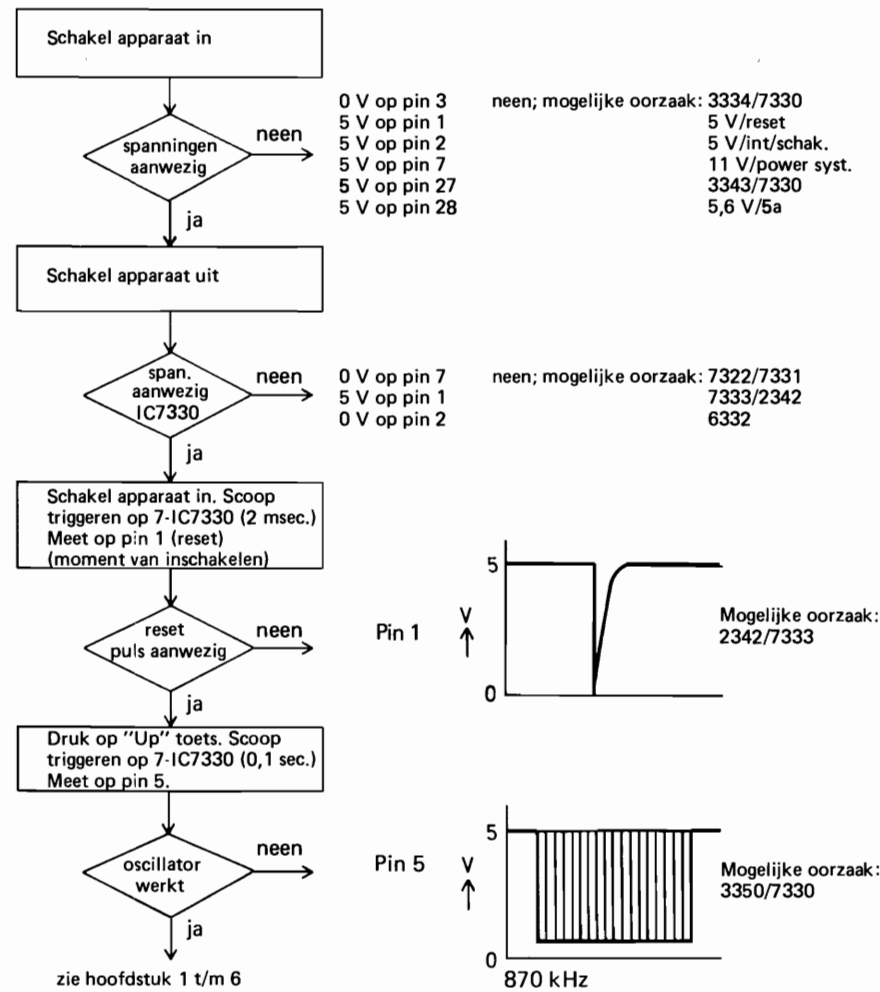 Schakel apparaat in
spanningen
aanwezig
neen
ja
0 V op pin 3 neen; mogelijke oorzaak: 3334/7330
5 V op pin 1 5 V/reset
5 V op pin 2 5 V/int/schak.
5 V op pin 7 11 V/power syst.
5 V op pin 27 3343/7330
5 V op pin 28 5,6 V/5a
Schakel apparaat uit
span.
aanwezig
IC7330
neen
ja
0 V op pin 7 neen; mogelijke oorzaak: 7322/7331
5 V op pin 1 7333/2342
0 V op pin 2 6332
Schakel apparaat in. Scoop
triggeren op 7-IC7330 (2 msec.)
Meet op pin 1 (reset)
(moment van inschakelen)
reset
puls aanwezig
neen
ja
Pin 1
V
5
0
Mogelijke oorzaak:
2342/7333
Druk op "Up" toets. Scoop
triggeren op 7-IC7330 (0,1 sec.)
Meet op pin 5.
oscillator
werkt
neen
ja
Pin 5
V
5
0
870 kHz
Mogelijke oorzaak:
3350/7330
zie hoofdstuk 1 t/m 6